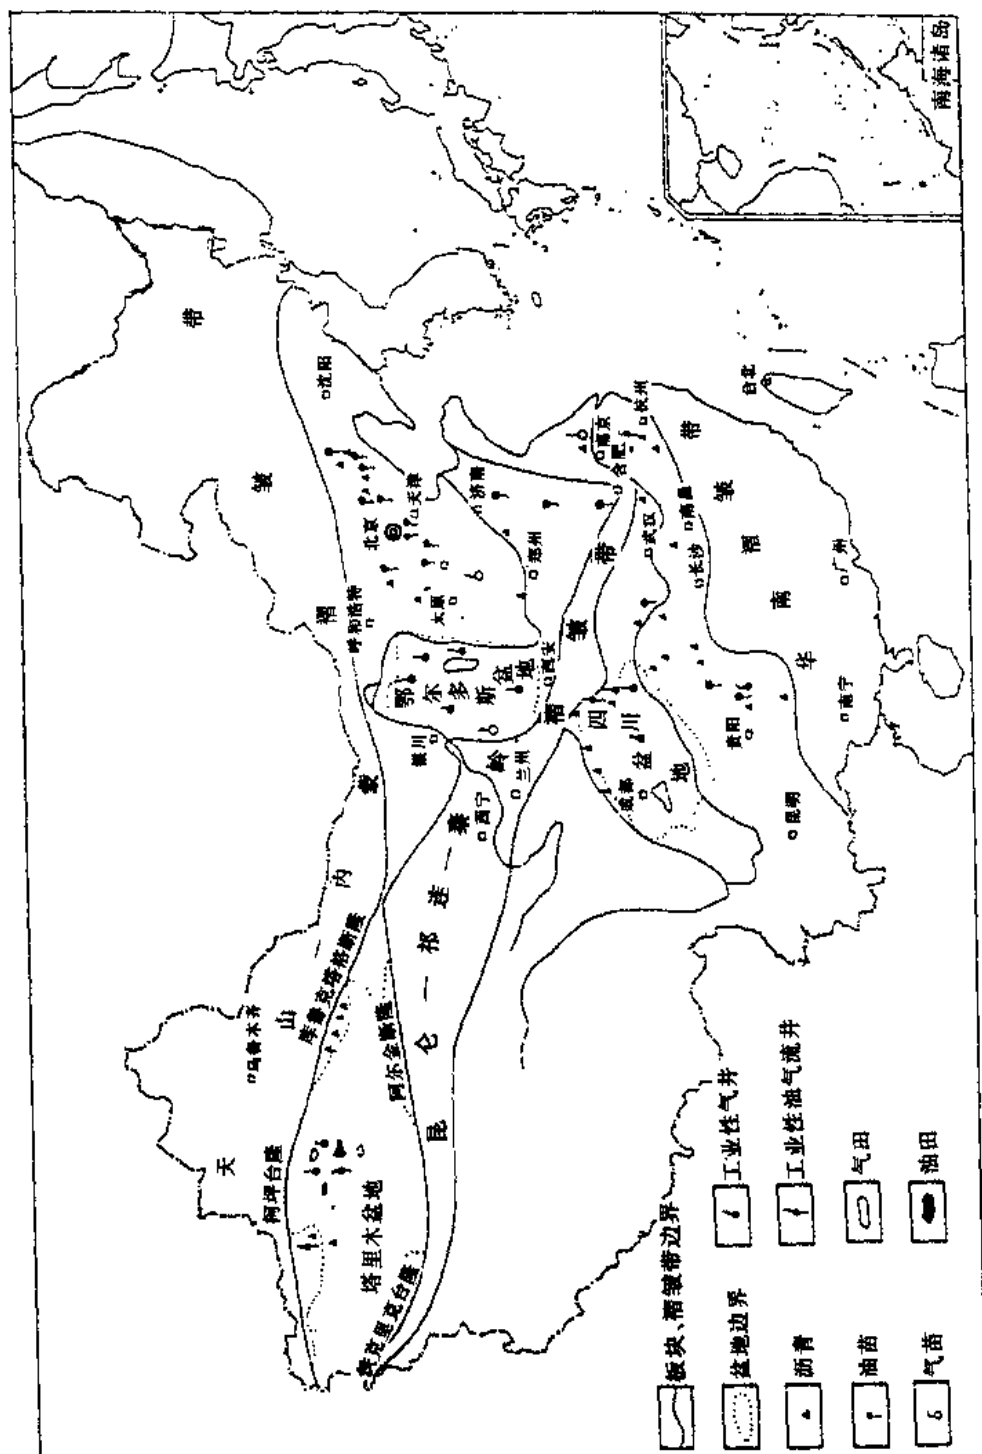 天山
内蒙
褶皱带
乌鲁木齐
柯坪台隆
库鲁克塔格断隆
阿尔金断隆
塔里木盆地
铁克里克台隆
昆仑—祁连—秦岭褶皱带
呼和浩特
北京
天津
沈阳
太原
济南
郑州
银川
鄂尔多斯盆地
西安
兰州
西宁
四川盆地
成都
武汉
合肥
南京
杭州
南昌
长沙
贵阳
昆明
华南褶皱带
南宁
广州
台北
南海诸岛
板块、褶皱带边界
盆地边界
沥青
油苗
气苗
工业性气井
工业性油气流井
气田
油田